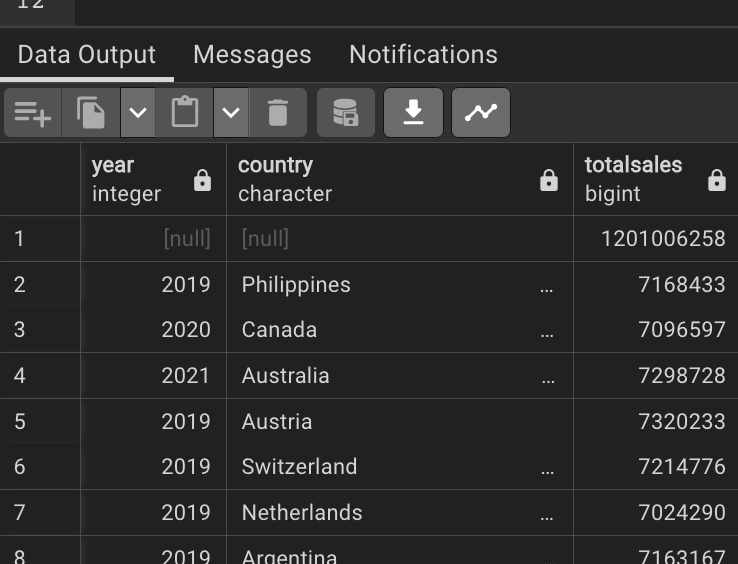 12
Data Output Messages Notifications
year country totalsales
integer character bigint
1 [null] [null] 1201006258
2 2019 Philippines … 7168433
3 2020 Canada … 7096597
4 2021 Australia … 7298728
5 2019 Austria 7320233
6 2019 Switzerland … 7214776
7 2019 Netherlands … 7024290
8 2019 Argentina 7163167